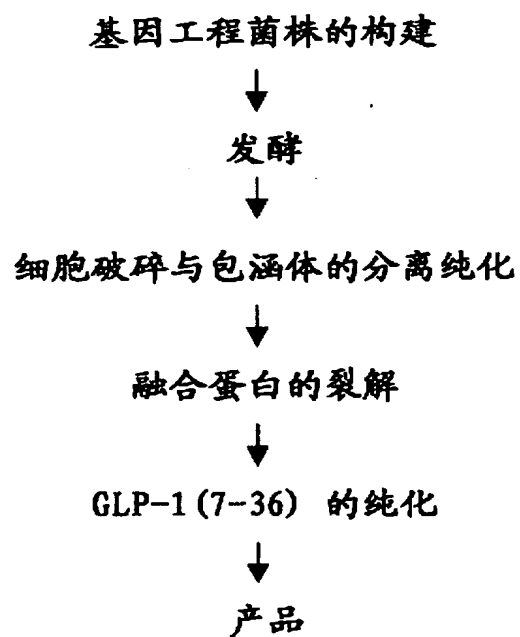 基因工程菌株的构建
发酵
细胞破碎与包涵体的分离纯化
融合蛋白的裂解
GLP-1(7-36) 的纯化
产品